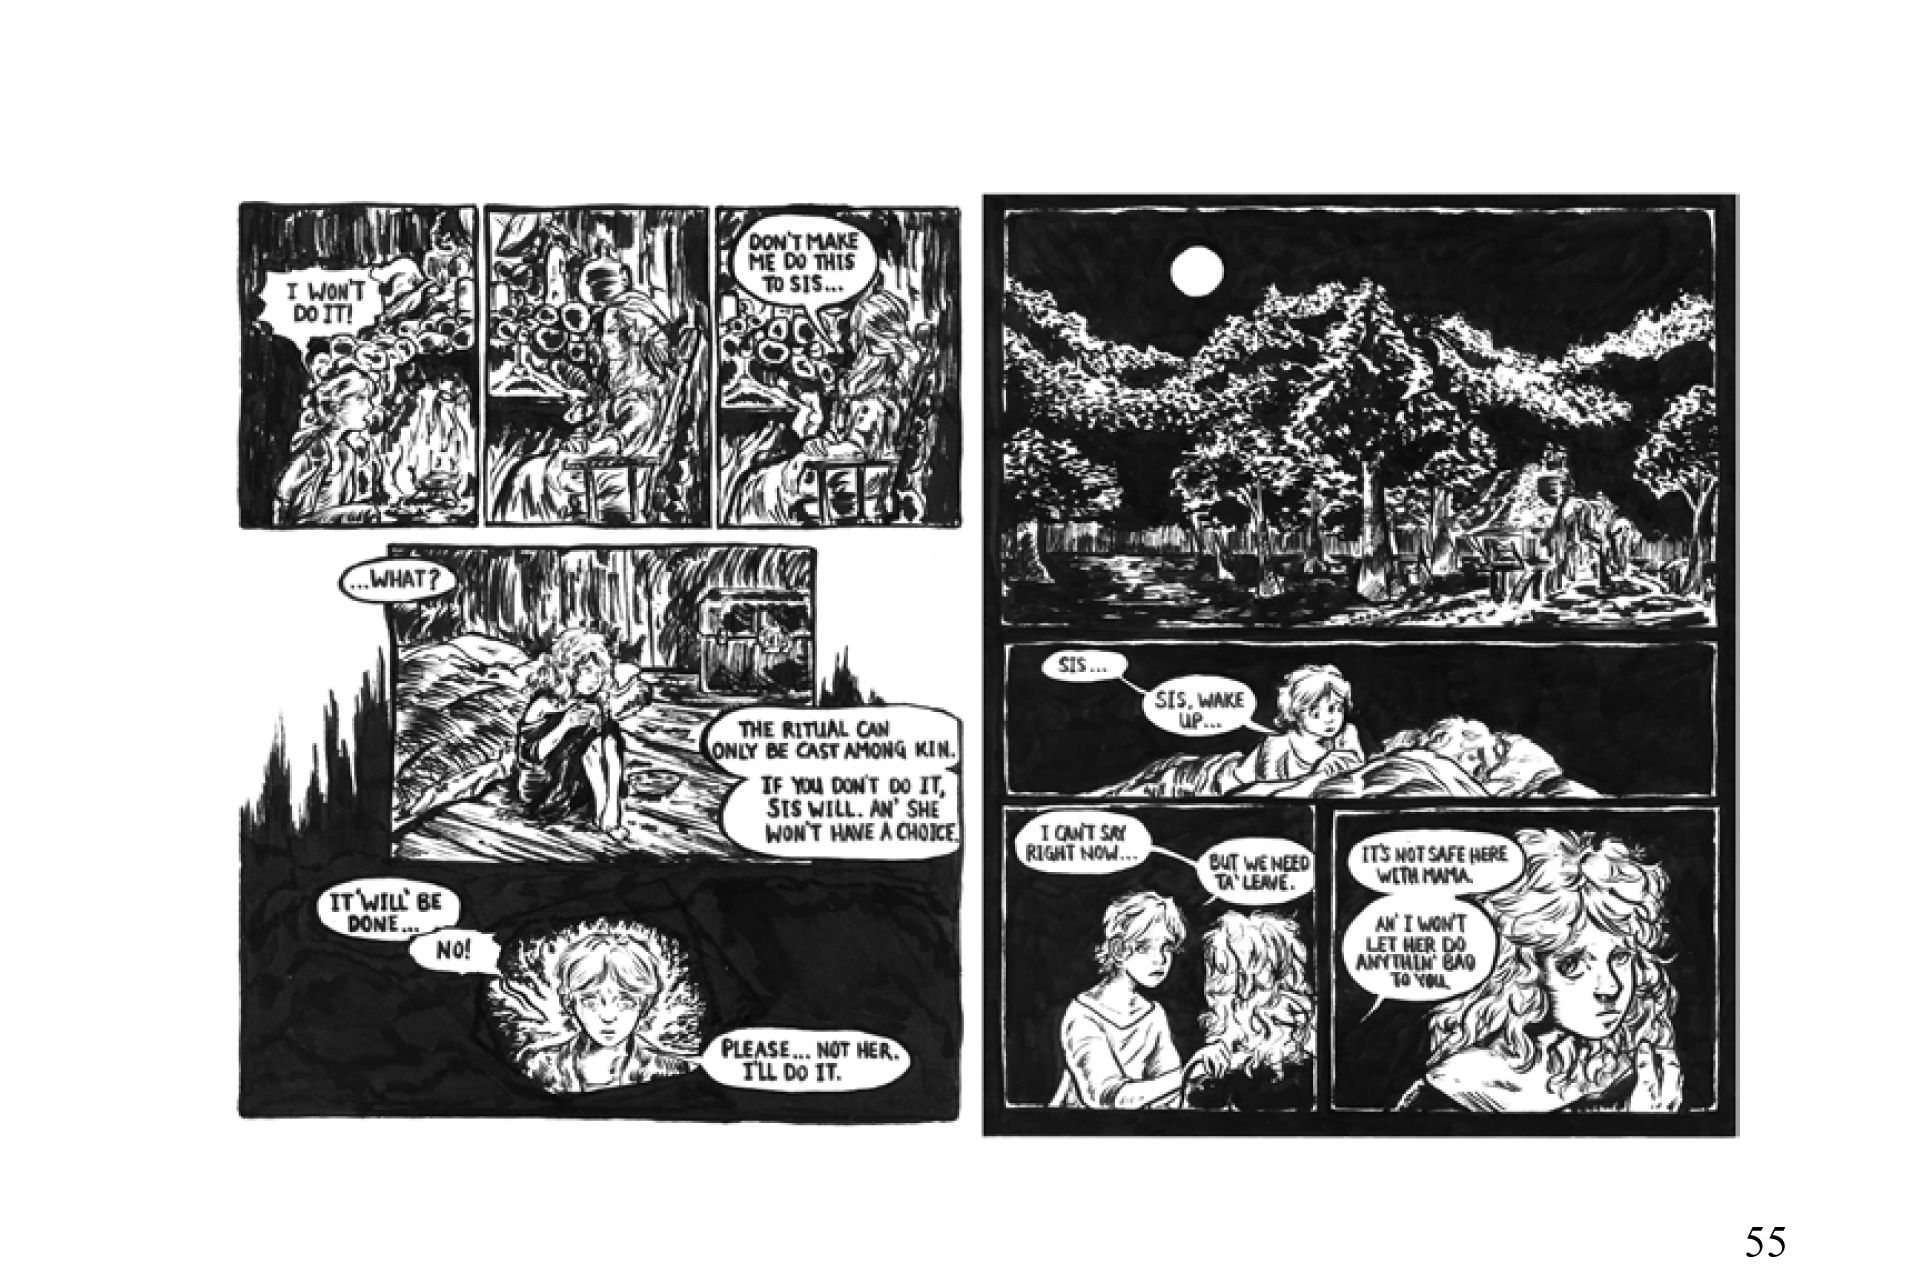 I WON'T
DO IT!
DON'T MAKE
ME DO THIS
TO SIS...
...WHAT?
THE RITUAL CAN
ONLY BE CAST AMONG KIN.
IF YOU DON'T DO IT,
SIS WILL. AN' SHE
WON'T HAVE A CHOICE.
IT 'WILL' BE
DONE...
NO!
PLEASE... NOT HER.
I'LL DO IT.
SIS...
SIS, WAKE
UP...
I CAN'T SAY
RIGHT NOW...
BUT WE NEED
TA' LEAVE.
IT'S NOT SAFE HERE
WITH MAMA.
AN' I WON'T
LET HER DO
ANYTHIN' BAD
TO YOU.
55